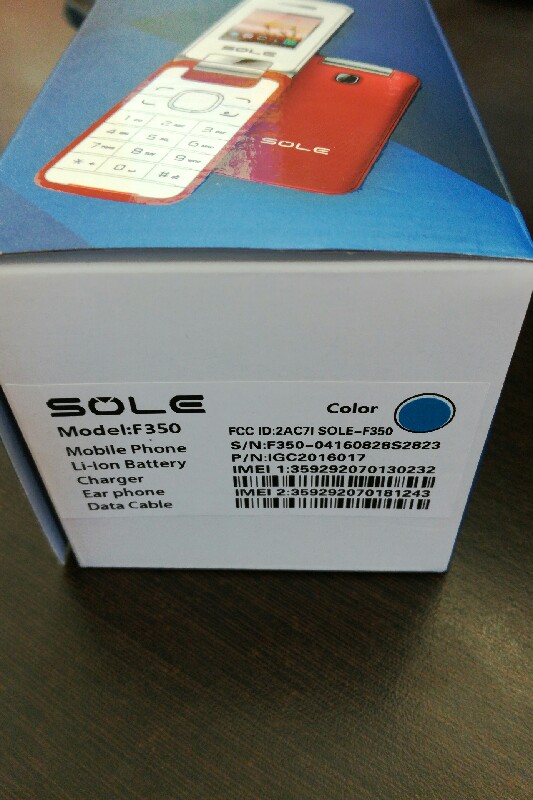 SOLE
SOLE
SOLE
Color
Model:F350
Mobile Phone
Li-Ion Battery
Charger
Ear phone
Data Cable
FCC ID:2AC7I SOLE-F350
S/N:F350-04160828S2823
P/N:IGC2016017
IMEI 1:359292070130232
IMEI 2:359292070181243